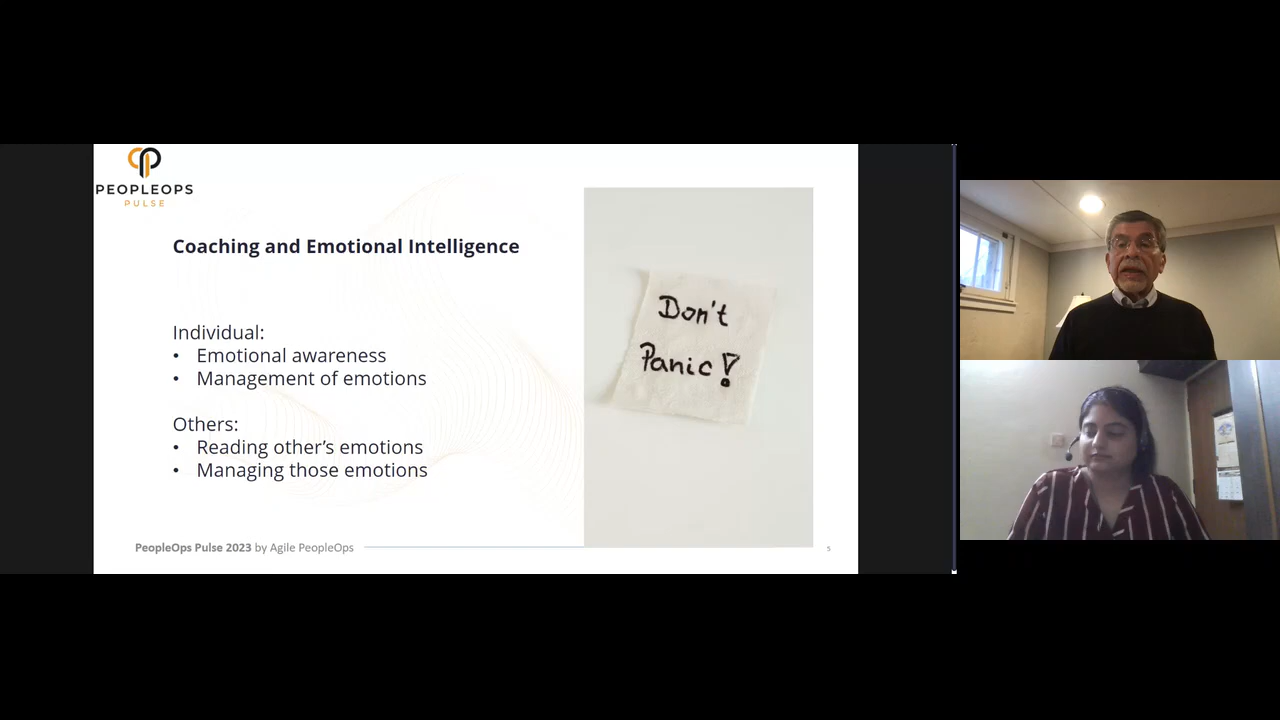 PEOPLEOPS
PULSE
Coaching and Emotional Intelligence
Individual:
• Emotional awareness
• Management of emotions
Others:
• Reading other’s emotions
• Managing those emotions
Don't
Panic!
PeopleOps Pulse 2023 by Agile PeopleOps
5